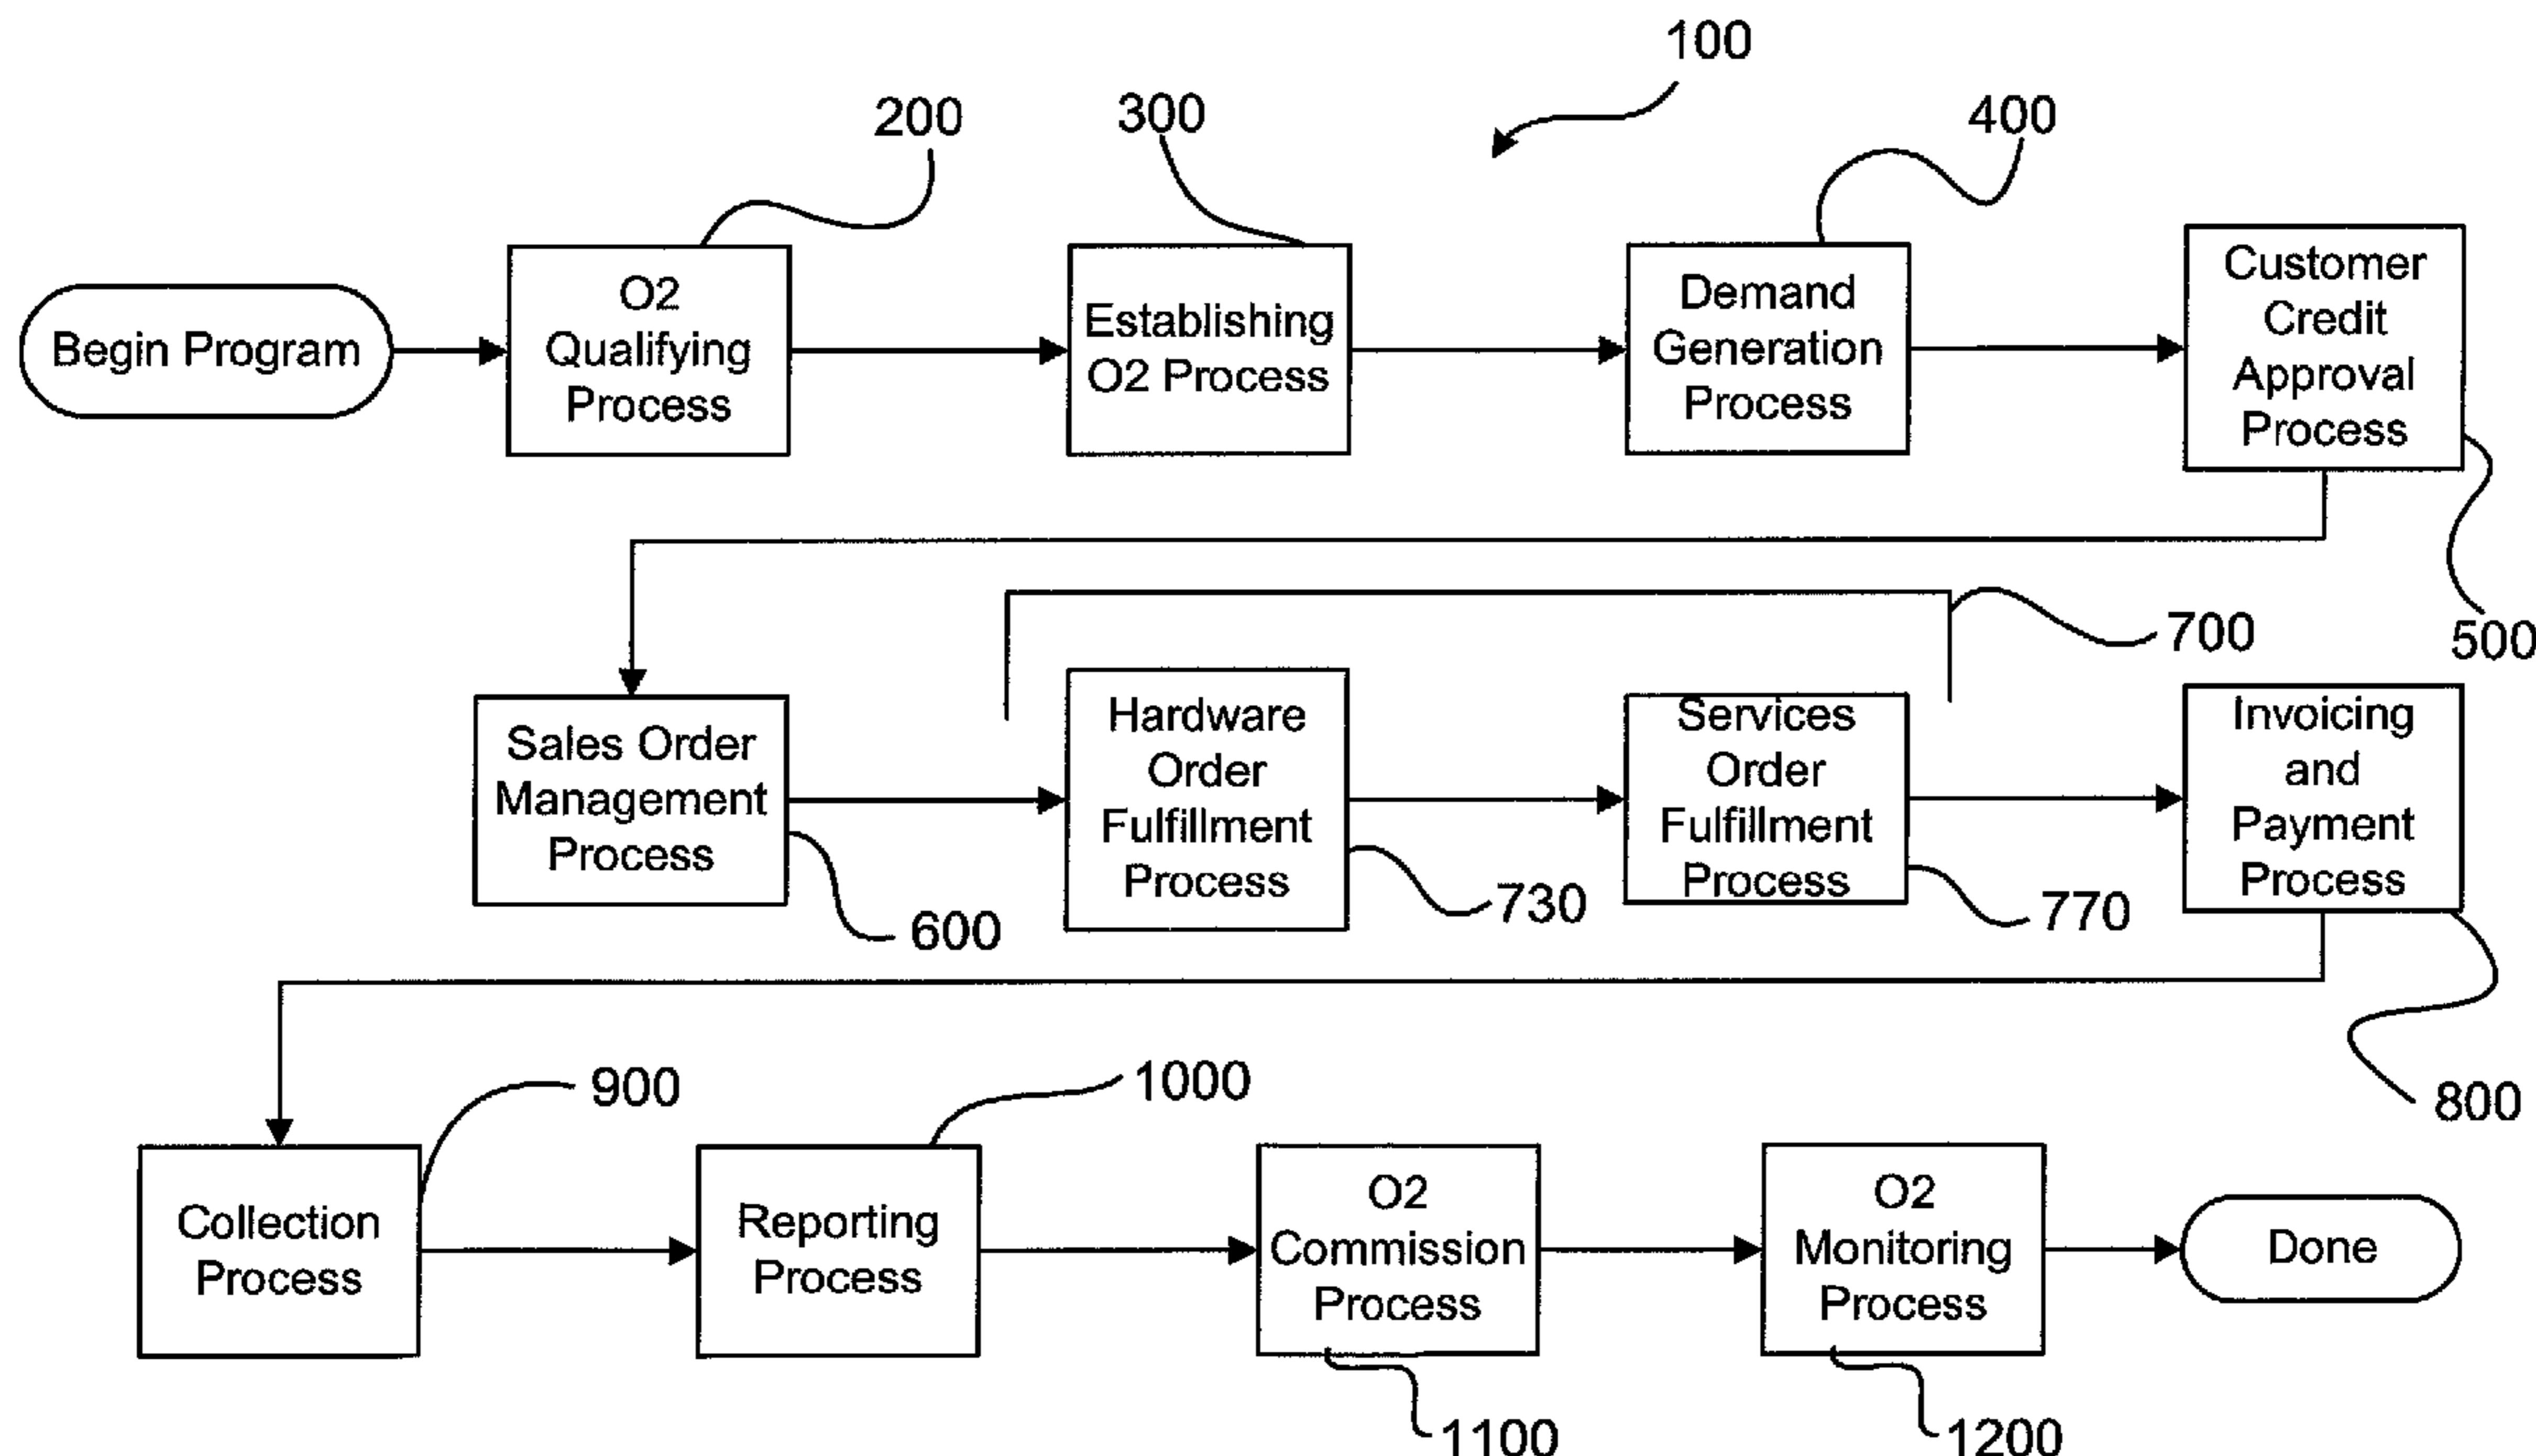 100
200
300
400
Begin Program
O2
Qualifying
Process
Establishing
O2 Process
Demand
Generation
Process
Customer
Credit
Approval
Process
500
700
Sales Order
Management
Process
600
Hardware
Order
Fulfillment
Process
730
Services
Order
Fulfillment
Process
770
Invoicing
and
Payment
Process
800
900
1000
Collection
Process
Reporting
Process
O2
Commission
Process
O2
Monitoring
Process
Done
1100
1200